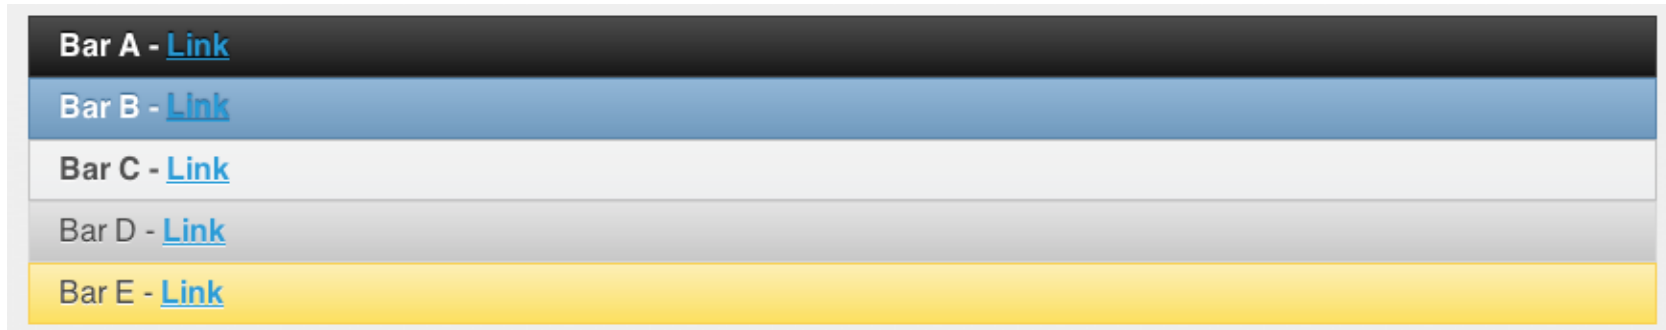 Bar A - Link
Bar B - Link
Bar C - Link
Bar D - Link
Bar E - Link